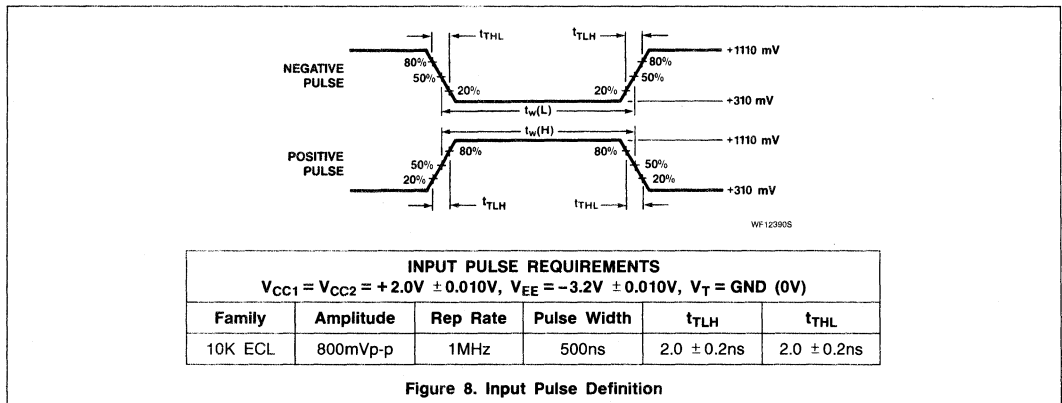 tTHL tTLH
+1110 mV
80% 80%
NEGATIVE
PULSE
50% 50%
20% 20%
+310 mV
tw(L)
tw(H)
+1110 mV
POSITIVE
PULSE
80% 80%
50% 50%
20% 20%
+310 mV
tTLH tTHL
WF12390S
INPUT PULSE REQUIREMENTS
VCC1 = VCC2 = +2.0V ±0.010V, VEE = −3.2V ±0.010V, VT = GND (0V)
Family Amplitude Rep Rate Pulse Width tTLH tTHL
10K ECL 800mVp-p 1MHz 500ns 2.0 ±0.2ns 2.0 ±0.2ns
Figure 8. Input Pulse Definition